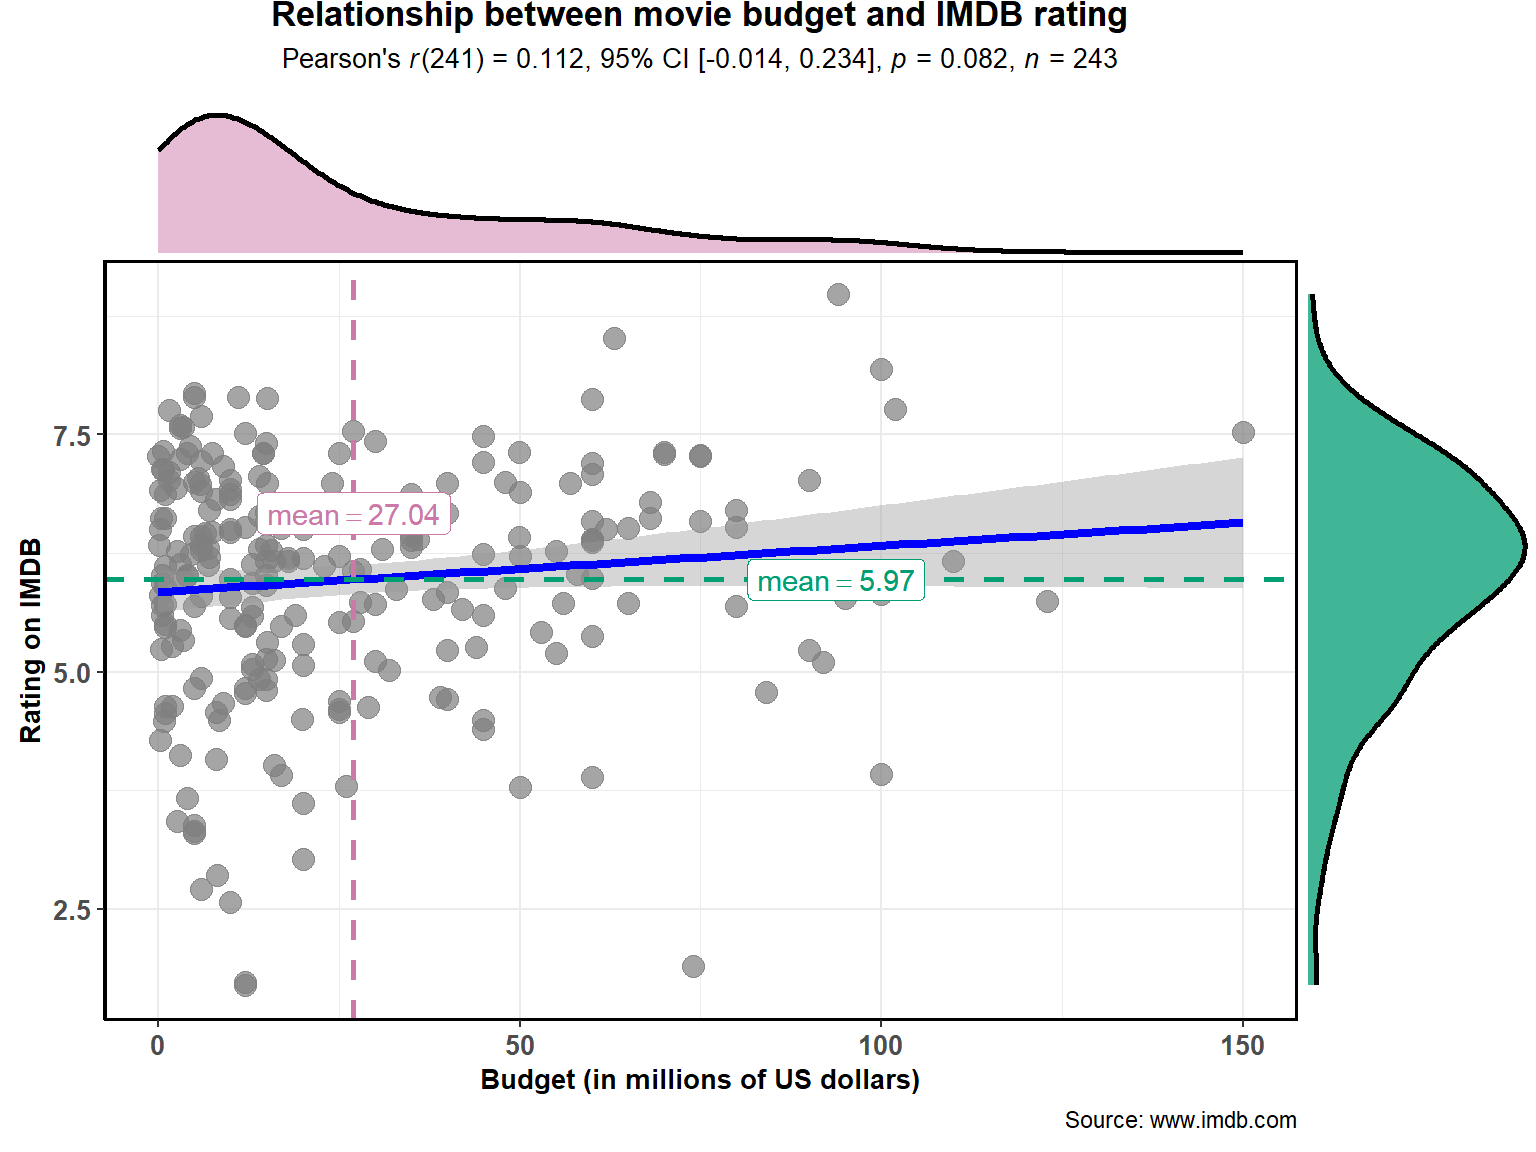 Relationship between movie budget and IMDB rating
Pearson's r(241) = 0.112, 95% CI [-0.014, 0.234], p = 0.082, n = 243
7.5
5.0
2.5
Rating on IMDB
mean = 27.04
mean = 5.97
0 50 100 150
Budget (in millions of US dollars)
Source: www.imdb.com